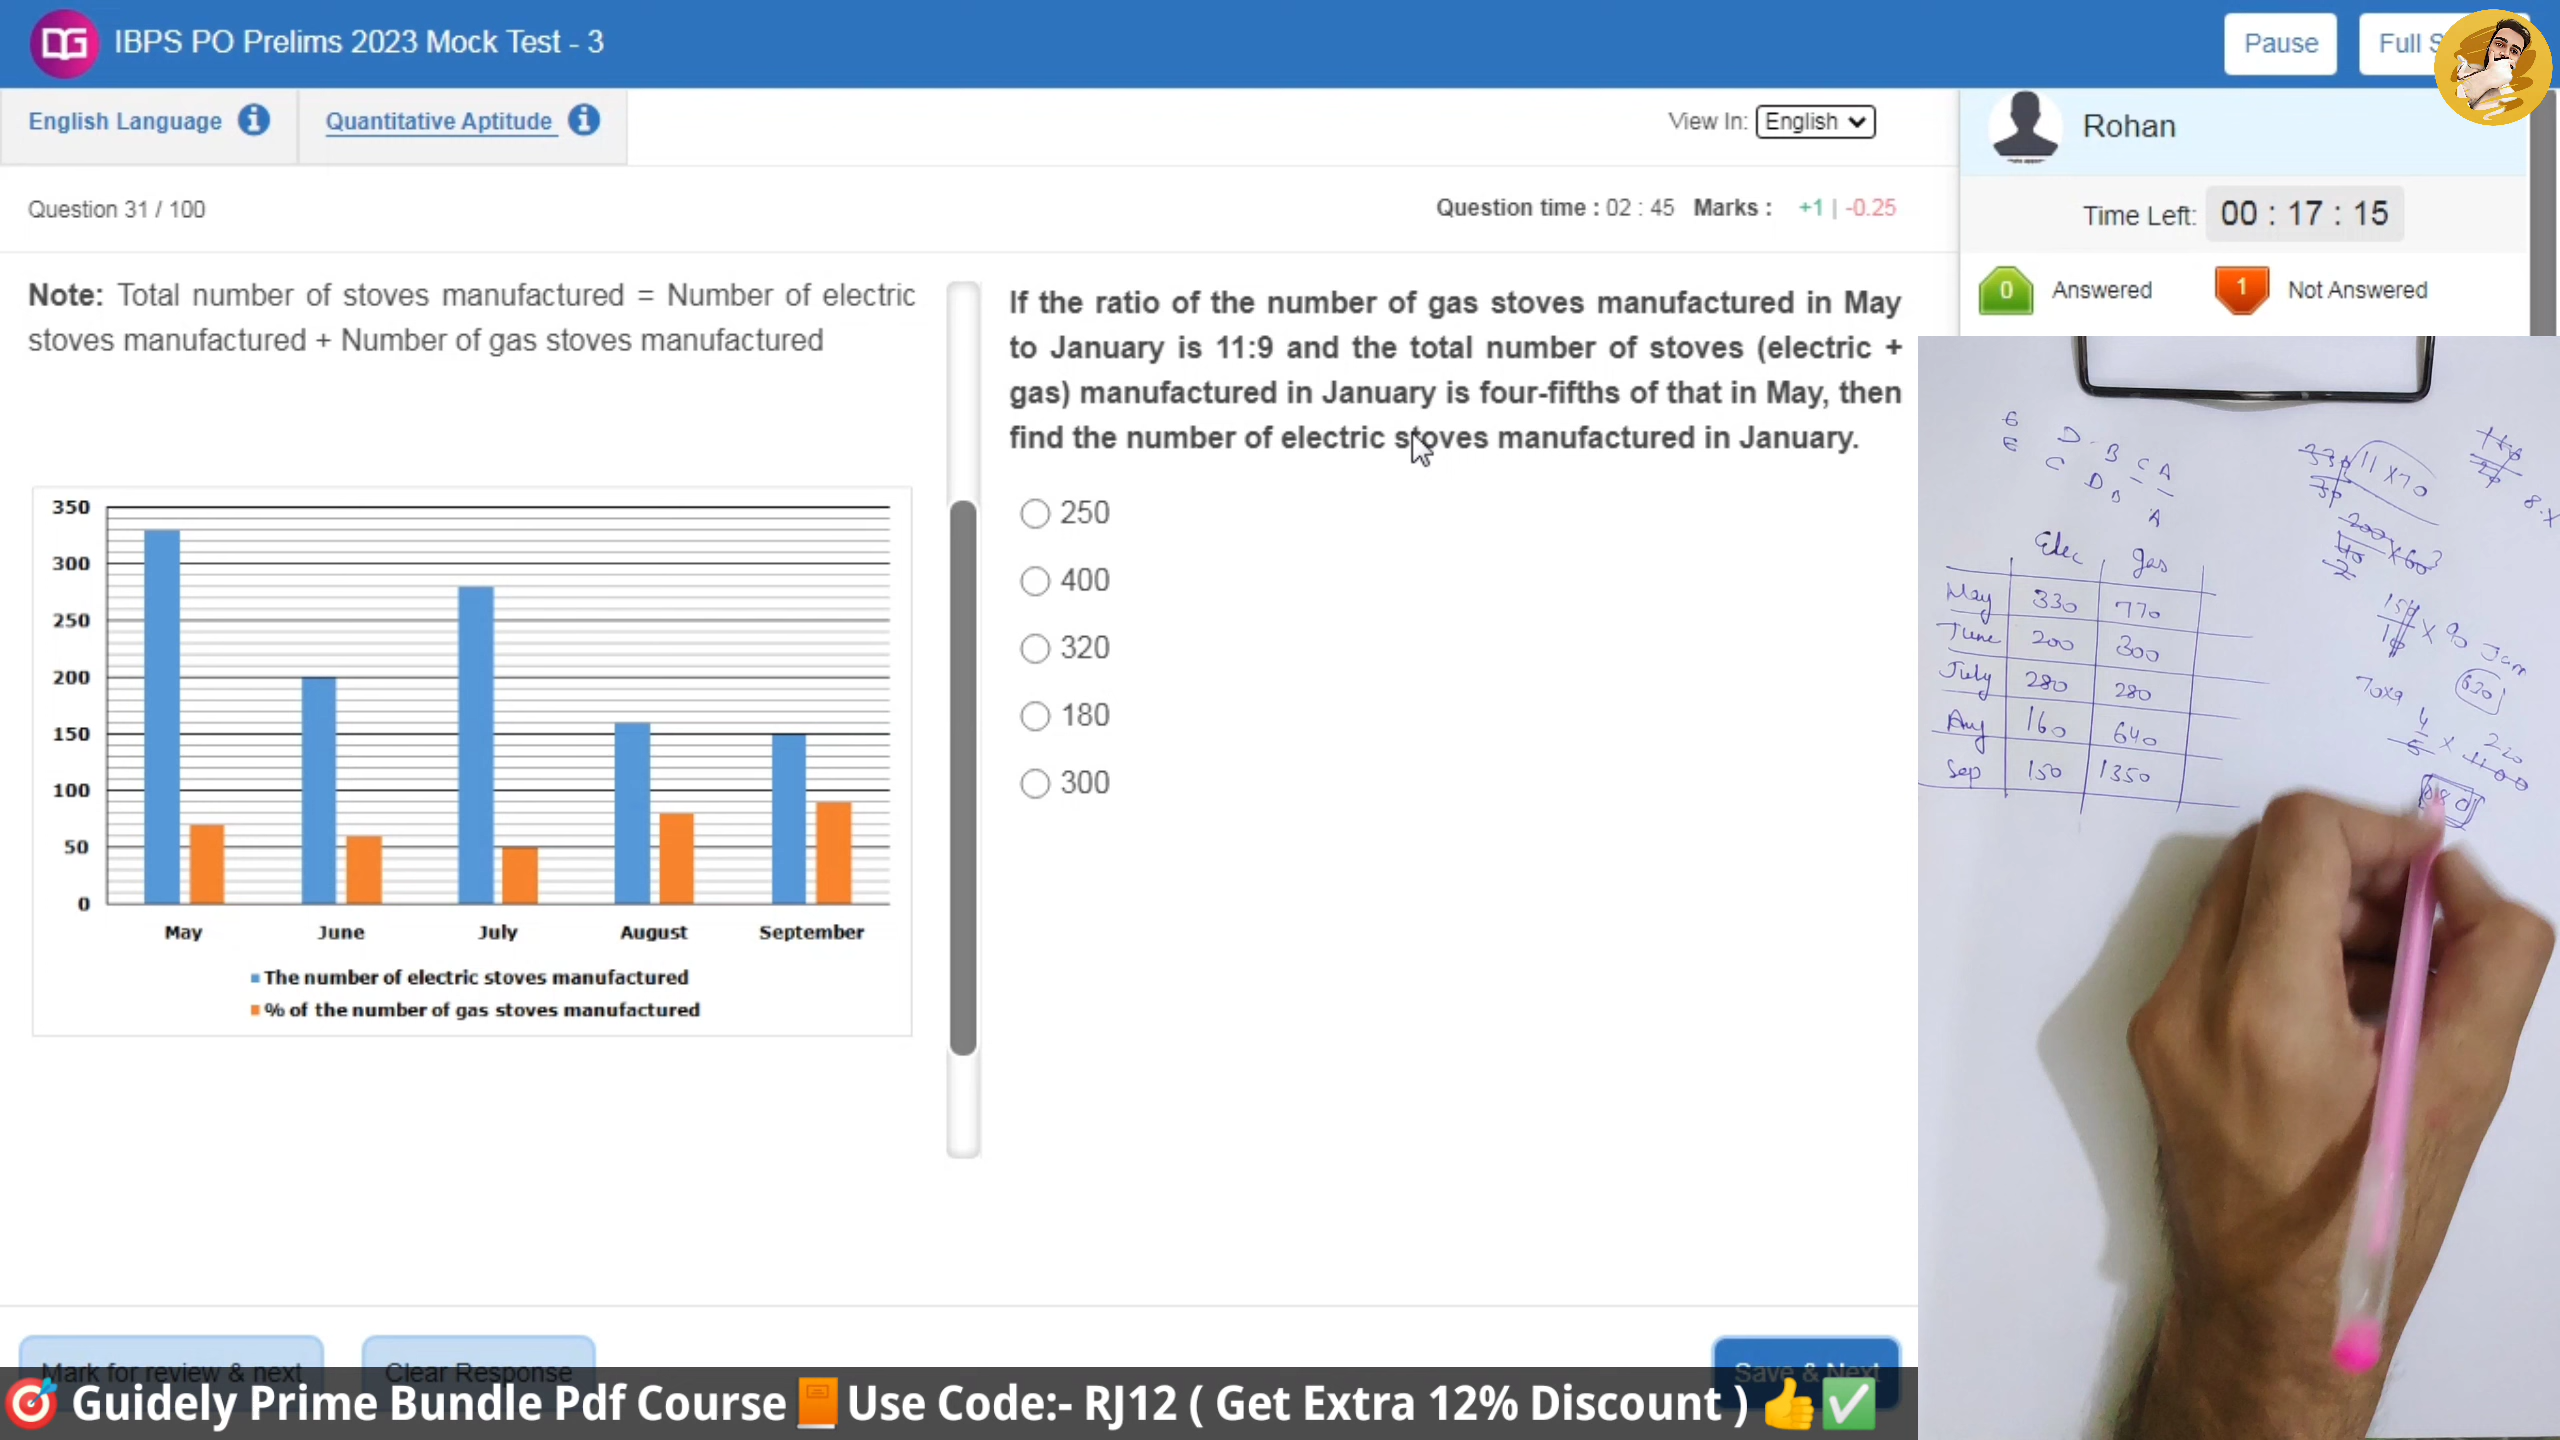 DG IBPS PO Prelims 2023 Mock Test - 3
Pause
Full S
English Language i
Quantitative Aptitude i
View In: English
Rohan
Question 31 / 100
Question time : 02 : 45 Marks : +1 | -0.25
Time Left: 00 : 17 : 15
0 Answered
1 Not Answered
Note: Total number of stoves manufactured = Number of electric
stoves manufactured + Number of gas stoves manufactured
350
300
250
200
150
100
50
0
May June July August September
The number of electric stoves manufactured
% of the number of gas stoves manufactured
If the ratio of the number of gas stoves manufactured in May
to January is 11:9 and the total number of stoves (electric +
gas) manufactured in January is four-fifths of that in May, then
find the number of electric stoves manufactured in January.
250
400
320
180
300
D B C A
C D B A
Elec gas
May 330 770
June 200 300
July 280 280
Aug 160 640
Sep 150 1350
11 x 70
Jan
70x9 630
Mark for review & next
Clear Response
Save & Next
Guidely Prime Bundle Pdf Course Use Code:- RJ12 ( Get Extra 12% Discount )